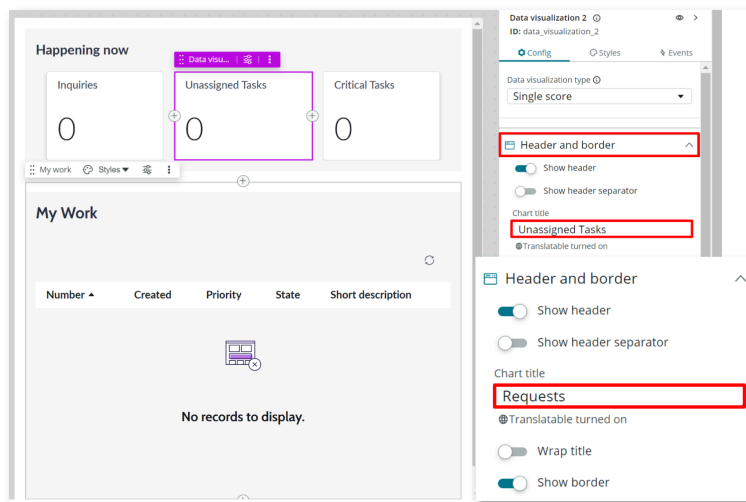 Happening now
Data visu...
Inquiries
0
Unassigned Tasks
0
Critical Tasks
0
My work Styles
My Work
Number Created Priority State Short description
No records to display.
Data visualization 2
ID: data_visualization_2
Config Styles Events
Data visualization type
Single score
Header and border
Show header
Show header separator
Chart title
Unassigned Tasks
Translatable turned on
Header and border
Show header
Show header separator
Chart title
Requests
Translatable turned on
Wrap title
Show border